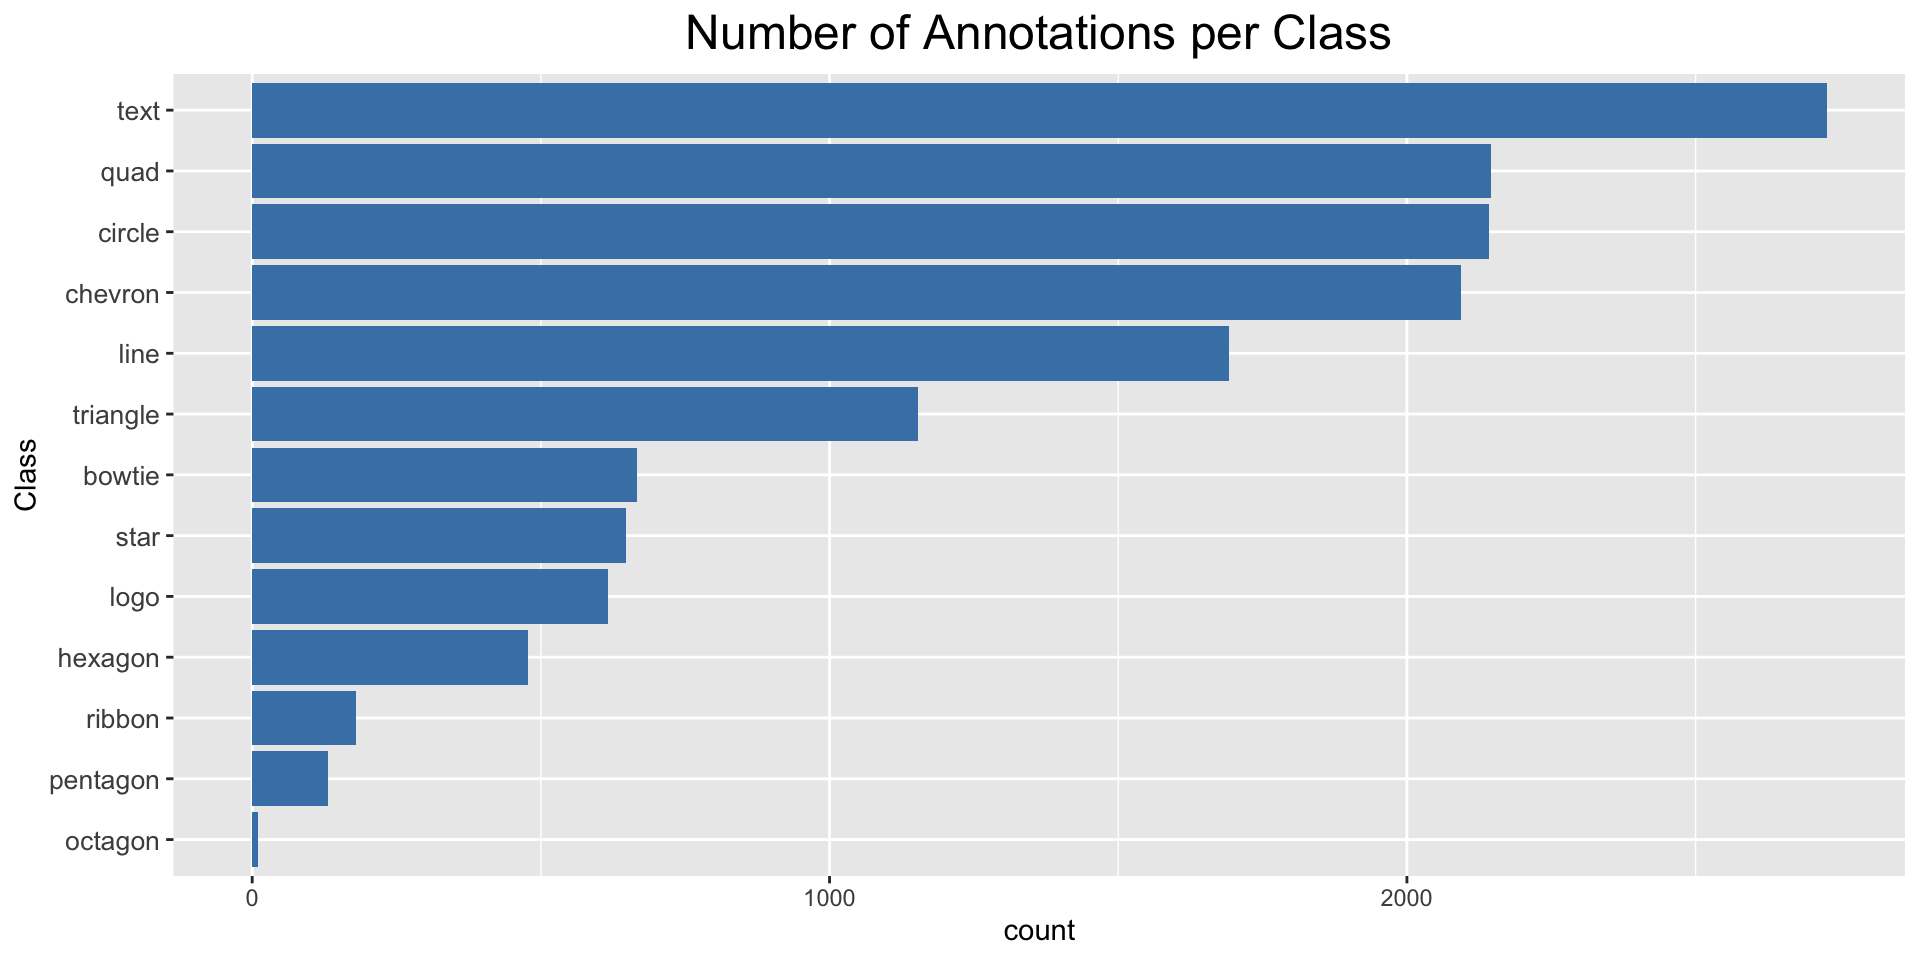 Number of Annotations per Class
Class
text
quad
circle
chevron
line
triangle
bowtie
star
logo
hexagon
ribbon
pentagon
octagon
0 1000 2000
count